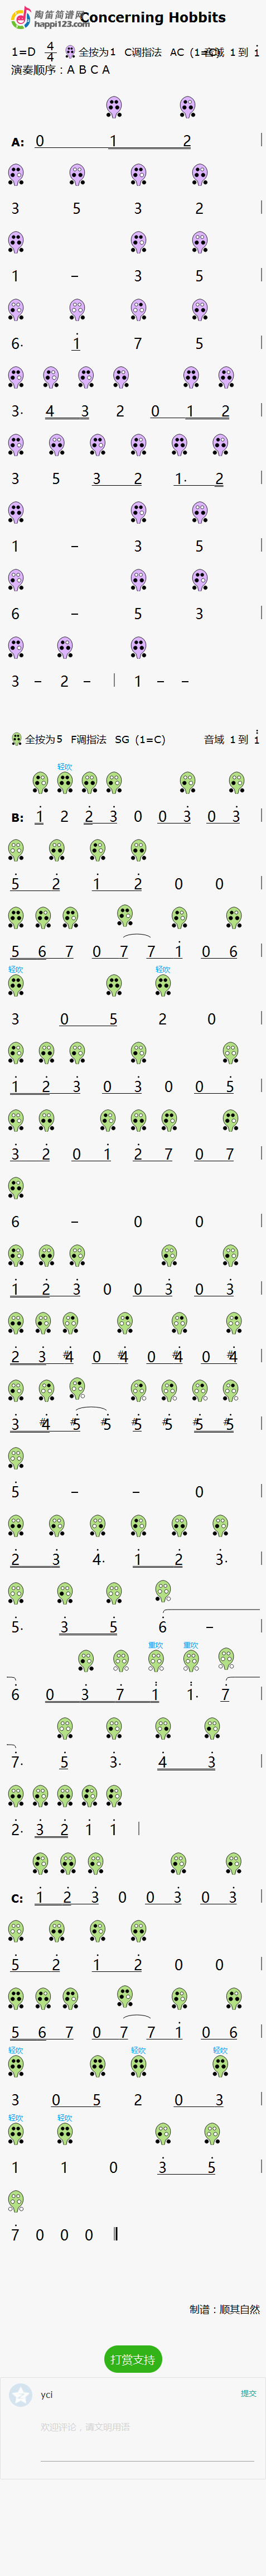 陶笛简谱网
happi123.com
Concerning Hobbits
1=D 4/4 全按为1 C调指法 AC (1=C) 音域 1 到 i
演奏顺序：A B C A
A: 0 1 2 |
3 5 3 2
1 - 3 5 |
6· i 7 5 |
3· 4 3 2 0 1 2 |
3 5 3 2 1· 2 |
1 - 3 5 |
6 - 5 3 |
3 - 2 - | 1 - -
全按为5 F调指法 SG (1=C) 音域 1 到 1̈
轻吹
B: 1̇ 2 2̇ 3̇ 0 0 3̇ 0 3̇ |
5̇ 2̇ 1̇ 2̇ 0 0 |
5 6 7 0 7 7 1̇ 0 6 |
轻吹 轻吹
3 0 5 2 0 |
1̇ 2̇ 3̇ 0 3̇ 0 0 5̇ |
3̇ 2̇ 0 1̇ 2̇ 7 0 7 |
6 - 0 0 |
1̇ 2̇ 3̇ 0 0 3̇ 0 3̇ |
2̇ 3̇ #4̇ 0 #4̇ 0 #4̇ 0 #4̇ |
3̇ #4̇ #5̇ #5̇ #5̇ #5̇ #5̇ #5̇ |
5̇ - - 0 |
2̇ 3̇ 4̇· 1̇ 2̇ 3̇· |
5̇· 3̇ 5̇ 6̇ - |
重吹 重吹
6̇ 0 3̇ 7̇ 1̈ 1̈· 7̇ |
7̇· 5̇ 3̇· 4̇ 3̇ |
2̇· 3̇ 2̇ 1̇ 1̇ |
C: 1̇ 2̇ 3̇ 0 0 3̇ 0 3̇ |
5̇ 2̇ 1̇ 2̇ 0 0 |
5 6 7 0 7 7 1̇ 0 6 |
轻吹 轻吹 轻吹
3 0 5 2 0 3 |
轻吹 轻吹
1 1 0 3̇ 5̇ |
7̇ 0 0 0 ‖
制谱：顺其自然
打赏支持
yci 提交
欢迎评论，请文明用语